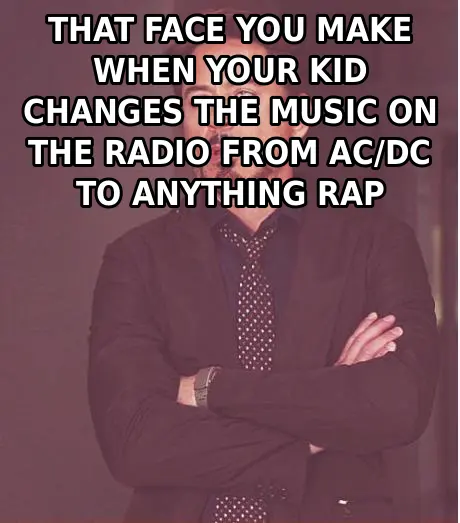 THAT FACE YOU MAKE
WHEN YOUR KID
CHANGES THE MUSIC ON
THE RADIO FROM AC/DC
TO ANYTHING RAP